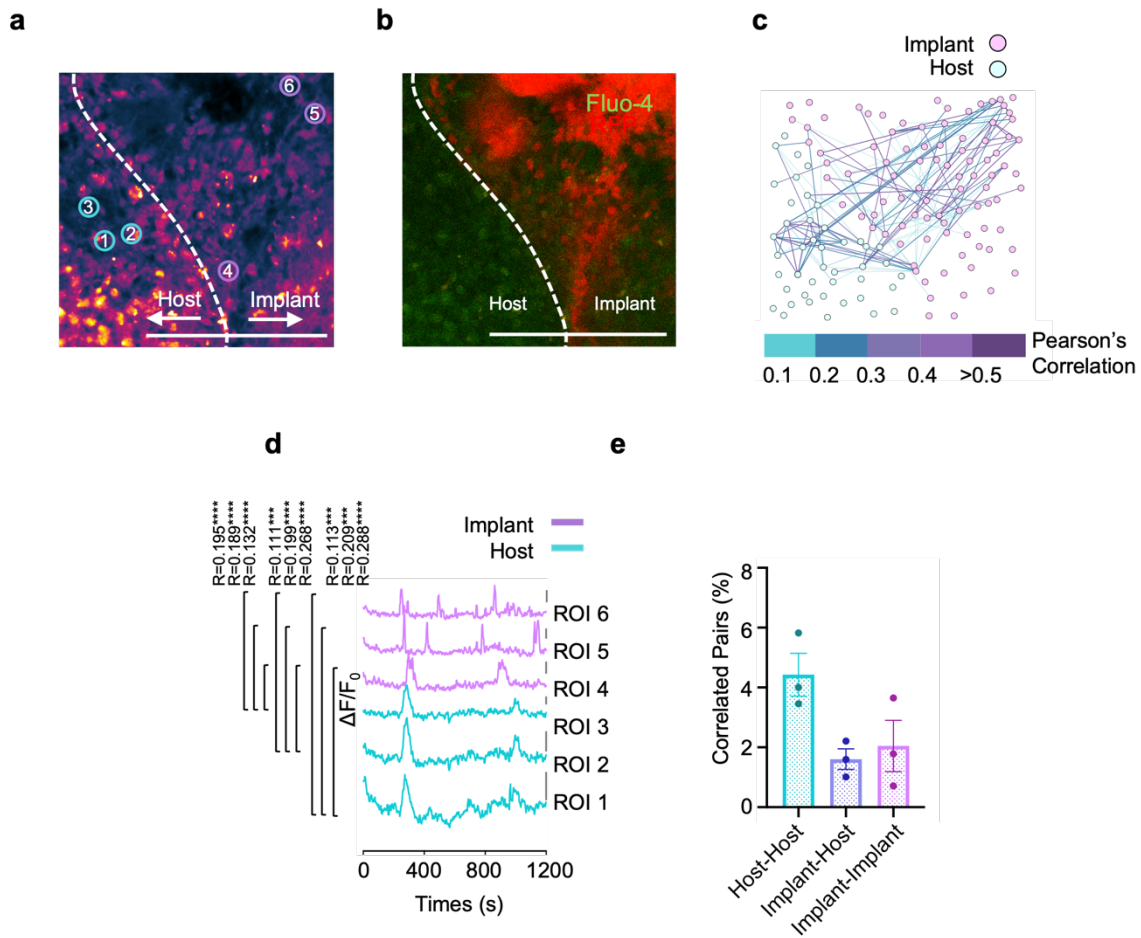 a
6
5
3
2
1
4
Host
Implant
b
Fluo-4
Host
Implant
c
Implant
Host
Pearson's
Correlation
0.1
0.2
0.3
0.4
>0.5
d
R=0.195****
R=0.189****
R=0.132****
R=0.111***
R=0.199****
R=0.268****
R=0.113***
R=0.209***
R=0.288****
Implant
Host
ΔF/F0
ROI 6
ROI 5
ROI 4
ROI 3
ROI 2
ROI 1
0
400
800
1200
Times (s)
e
Correlated Pairs (%)
8
6
4
2
0
Host-Host
Implant-Host
Implant-Implant